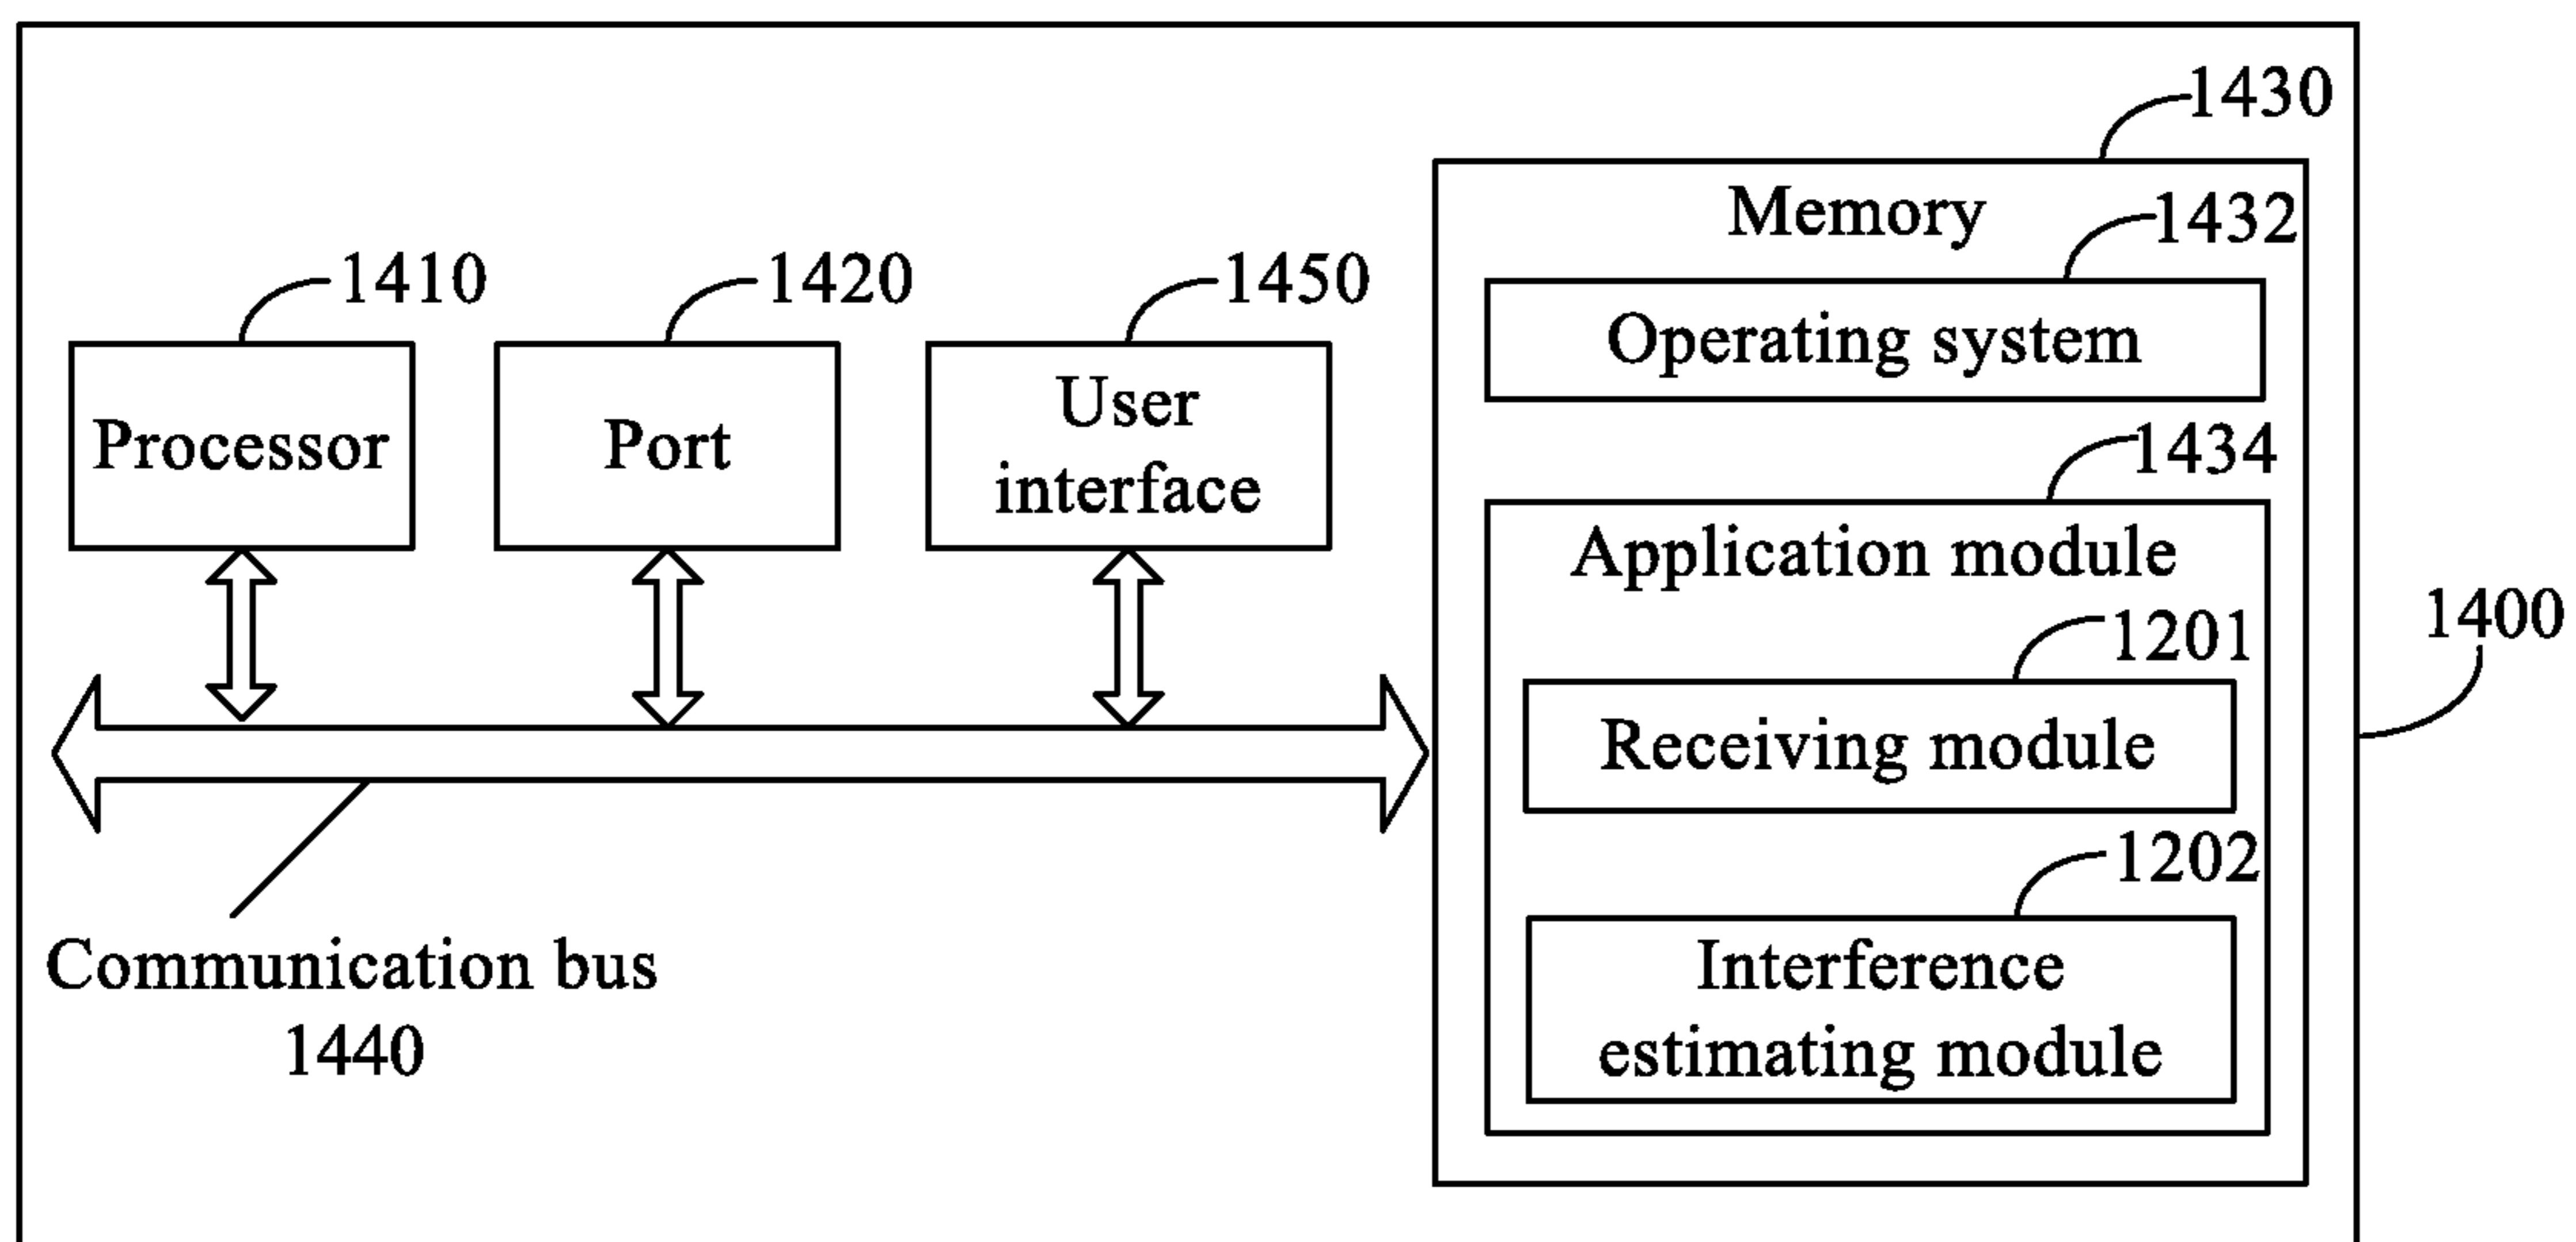 1430
Memory
1432
Operating system
1410
1420
1450
Processor
Port
User
interface
1434
Application module
1201
Receiving module
1202
Interference
estimating module
1400
Communication bus
1440